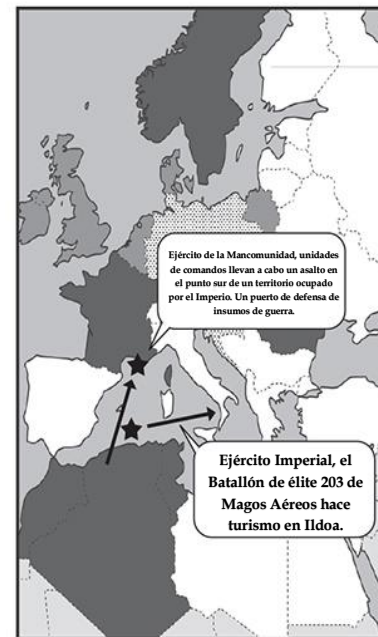 Ejército de la Mancomunidad, unidades
de comandos llevan a cabo un asalto en
el punto sur de un territorio ocupado
por el Imperio. Un puerto de defensa de
insumos de guerra.
Ejército Imperial, el
Batallón de élite 203 de
Magos Aéreos hace
turismo en Ildoa.